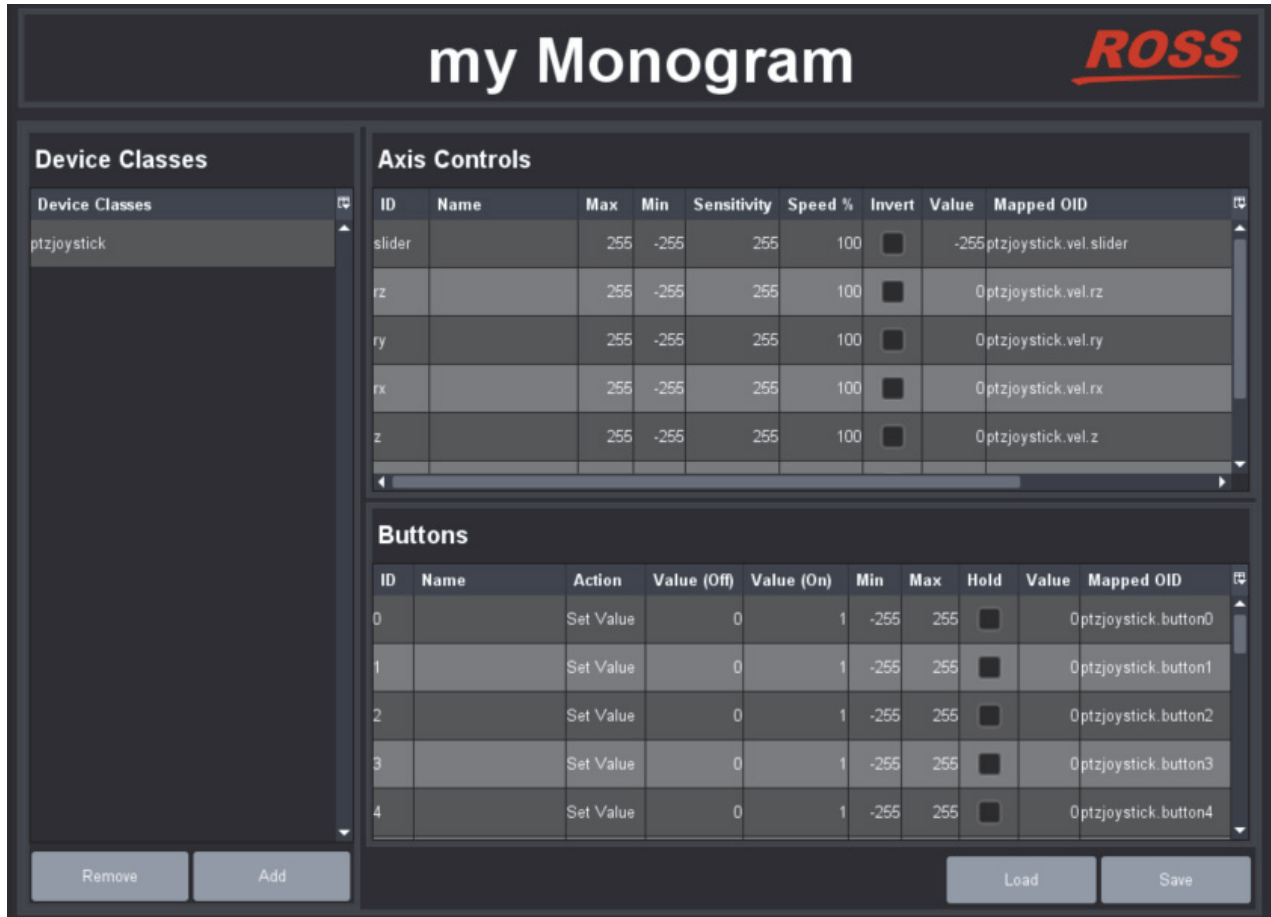 my Monogram
ROSS
Device Classes
Device Classes
ptzjoystick
Remove Add
Axis Controls
ID Name Max Min Sensitivity Speed % Invert Value Mapped OID
slider 255 -255 255 100 -255 ptzjoystick.vel.slider
rz 255 -255 255 100 0 ptzjoystick.vel.rz
ry 255 -255 255 100 0 ptzjoystick.vel.ry
rx 255 -255 255 100 0 ptzjoystick.vel.rx
z 255 -255 255 100 0 ptzjoystick.vel.z
Buttons
ID Name Action Value (Off) Value (On) Min Max Hold Value Mapped OID
0 Set Value 0 1 -255 255 0 ptzjoystick.button0
1 Set Value 0 1 -255 255 0 ptzjoystick.button1
2 Set Value 0 1 -255 255 0 ptzjoystick.button2
3 Set Value 0 1 -255 255 0 ptzjoystick.button3
4 Set Value 0 1 -255 255 0 ptzjoystick.button4
Load Save